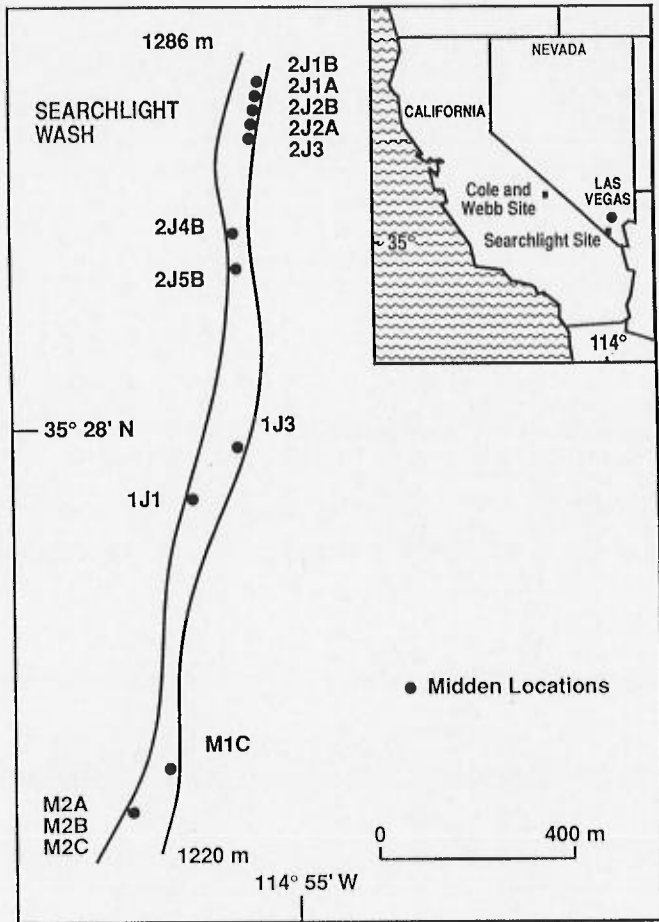 1286 m
SEARCHLIGHT
WASH
2J1B
2J1A
2J2B
2J2A
2J3
2J4B
2J5B
35° 28' N
1J3
1J1
Midden Locations
M1C
M2A
M2B
M2C
1220 m
0 400 m
114° 55' W
NEVADA
CALIFORNIA
Cole and
Webb Site
LAS
VEGAS
Searchlight Site
35°
114°